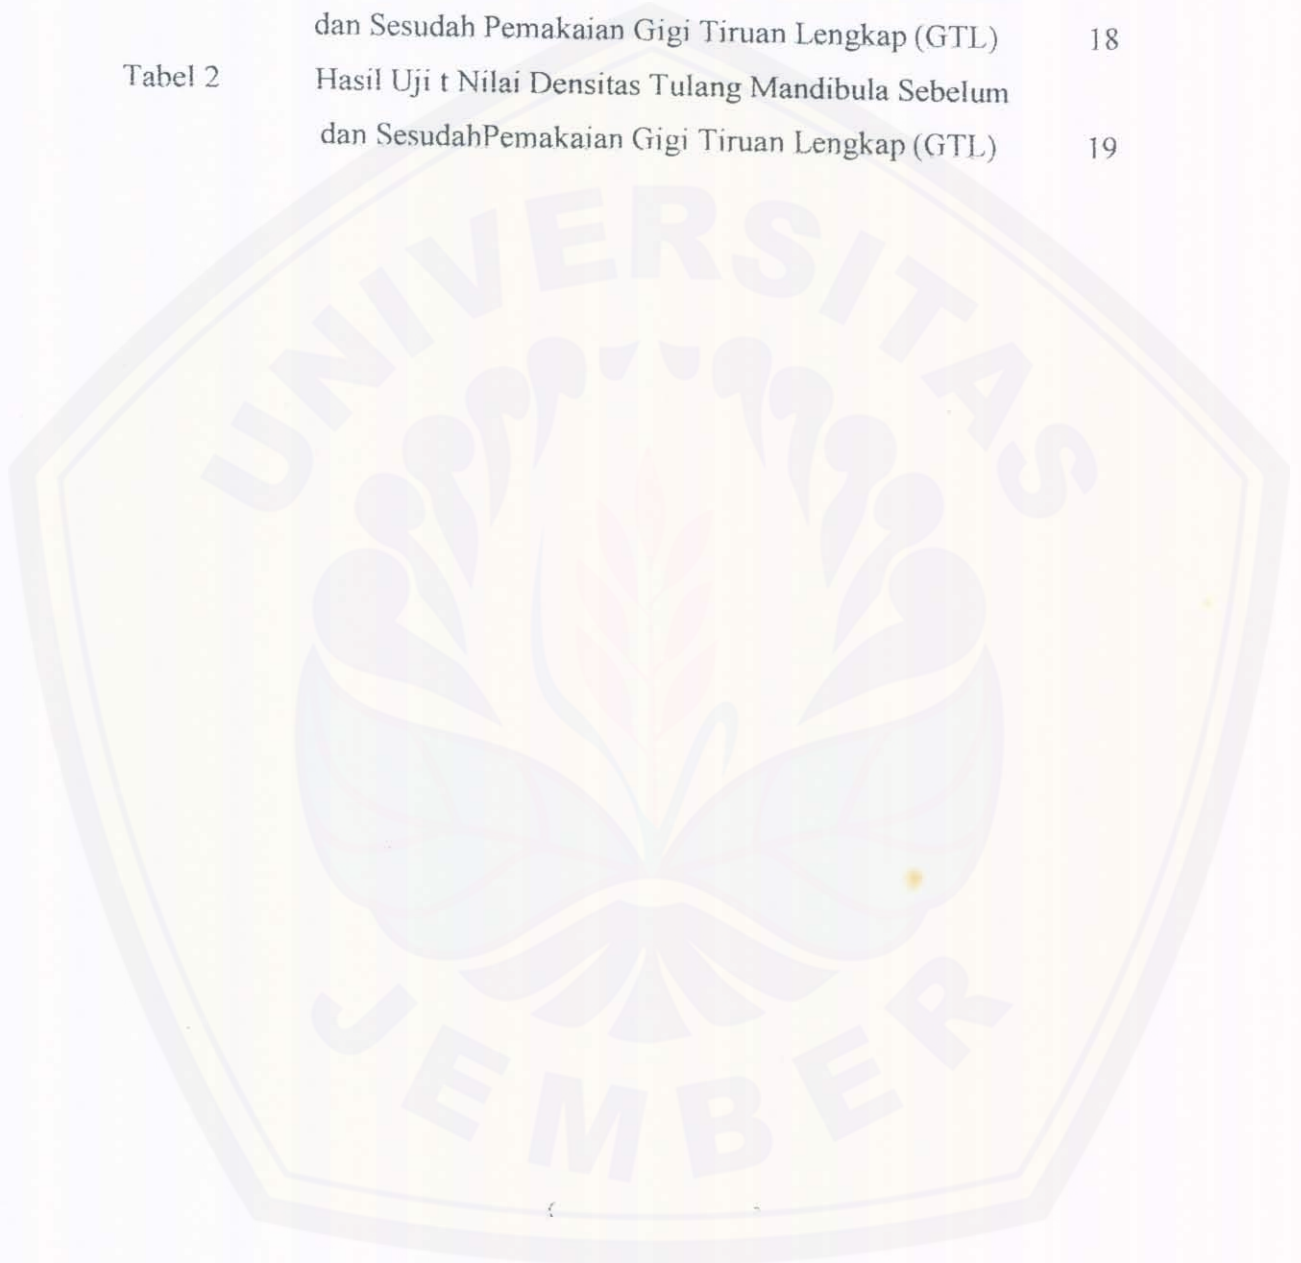 dan Sesudah Pemakaian Gigi Tiruan Lengkap (GTL) 18
Tabel 2 Hasil Uji t Nilai Densitas Tulang Mandibula Sebelum
dan SesudahPemakaian Gigi Tiruan Lengkap (GTL) 19
UNIVERSITAS
JEMBER